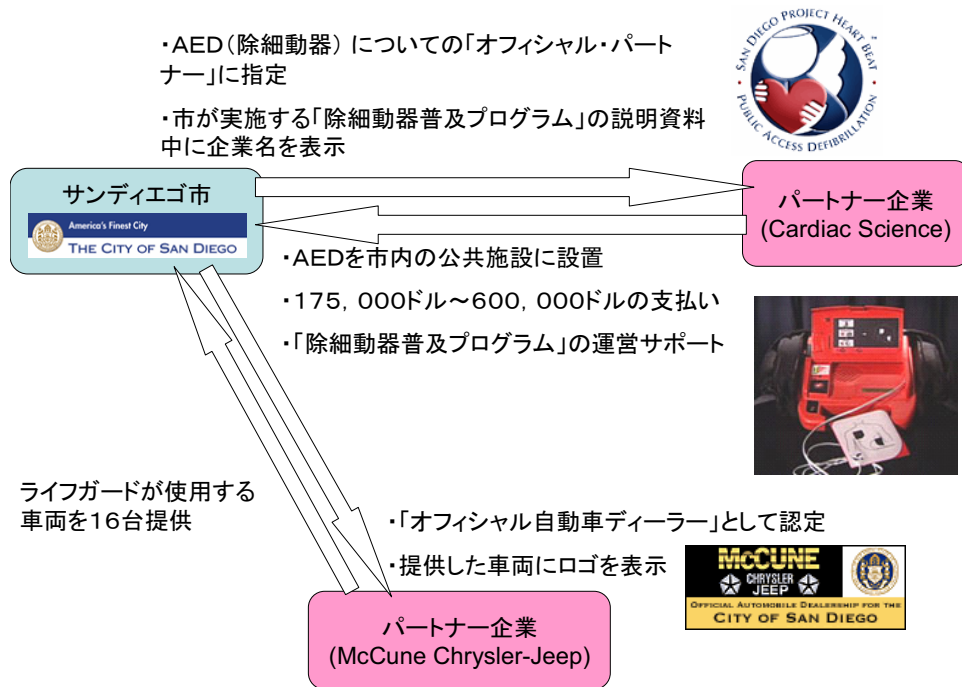 ・AED(除細動器) についての「オフィシャル・パート
ナー」に指定
・市が実施する「除細動器普及プログラム」の説明資料
中に企業名を表示
SAN DIEGO PROJECT HEART BEAT
PUBLIC ACCESS DEFIBRILLATION
サンディエゴ市
America's Finest City
THE CITY OF SAN DIEGO
パートナー企業
(Cardiac Science)
・AEDを市内の公共施設に設置
・175,000ドル～600,000ドルの支払い
・「除細動器普及プログラム」の運営サポート
ライフガードが使用する
車両を16台提供
・「オフィシャル自動車ディーラー」として認定
・提供した車両にロゴを表示
MCCUNE
CHRYSLER
JEEP
OFFICIAL AUTOMOBILE DEALERSHIP FOR THE
CITY OF SAN DIEGO
パートナー企業
(McCune Chrysler-Jeep)